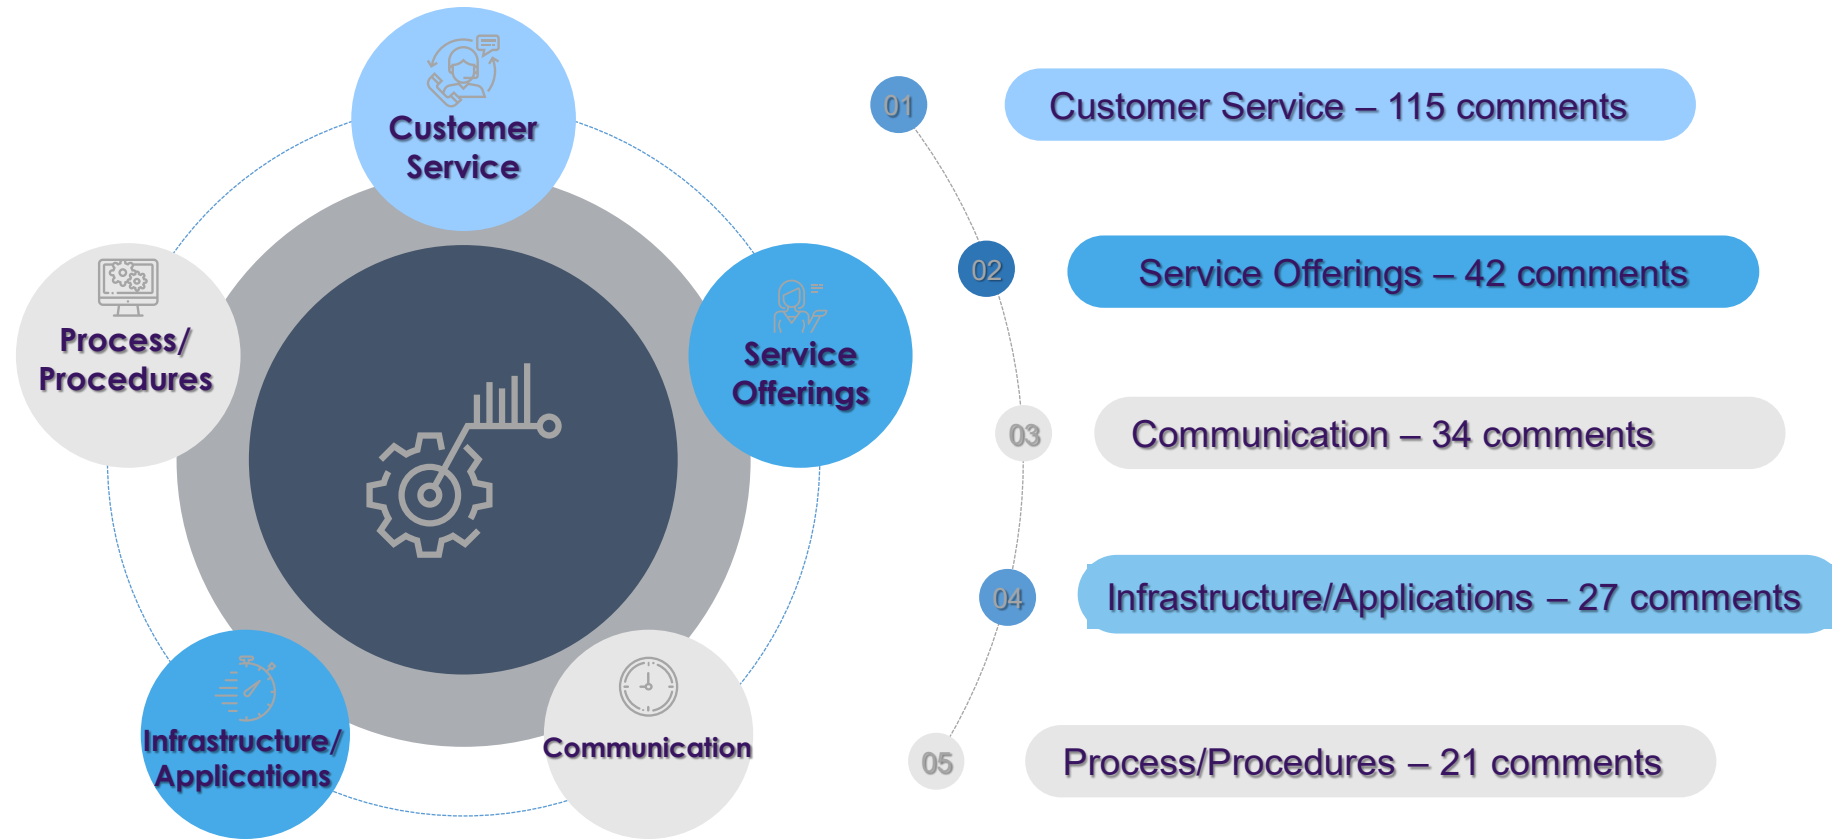 Customer
Service
Process/
Procedures
Service
Offerings
Infrastructure/
Applications
Communication
01
Customer Service – 115 comments
02
Service Offerings – 42 comments
03
Communication – 34 comments
04
Infrastructure/Applications – 27 comments
05
Process/Procedures – 21 comments